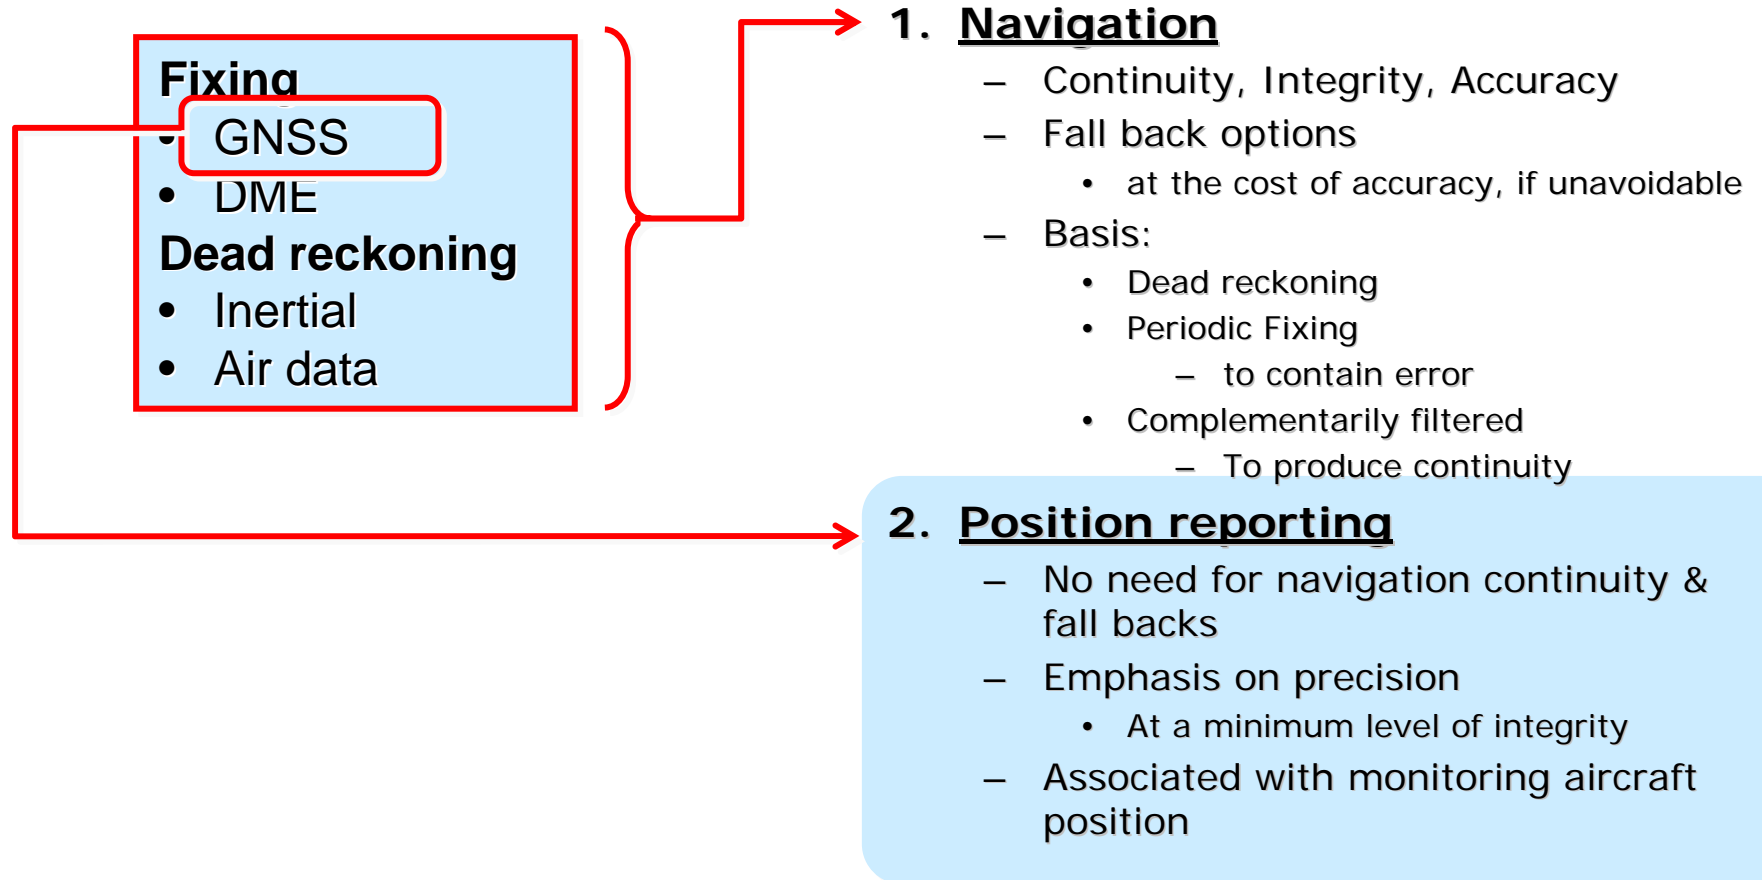 Fixing
• GNSS
• DME
Dead reckoning
• Inertial
• Air data
1. Navigation
– Continuity, Integrity, Accuracy
– Fall back options
• at the cost of accuracy, if unavoidable
– Basis:
• Dead reckoning
• Periodic Fixing
– to contain error
• Complementarily filtered
– To produce continuity
2. Position reporting
– No need for navigation continuity &
fall backs
– Emphasis on precision
• At a minimum level of integrity
– Associated with monitoring aircraft
position